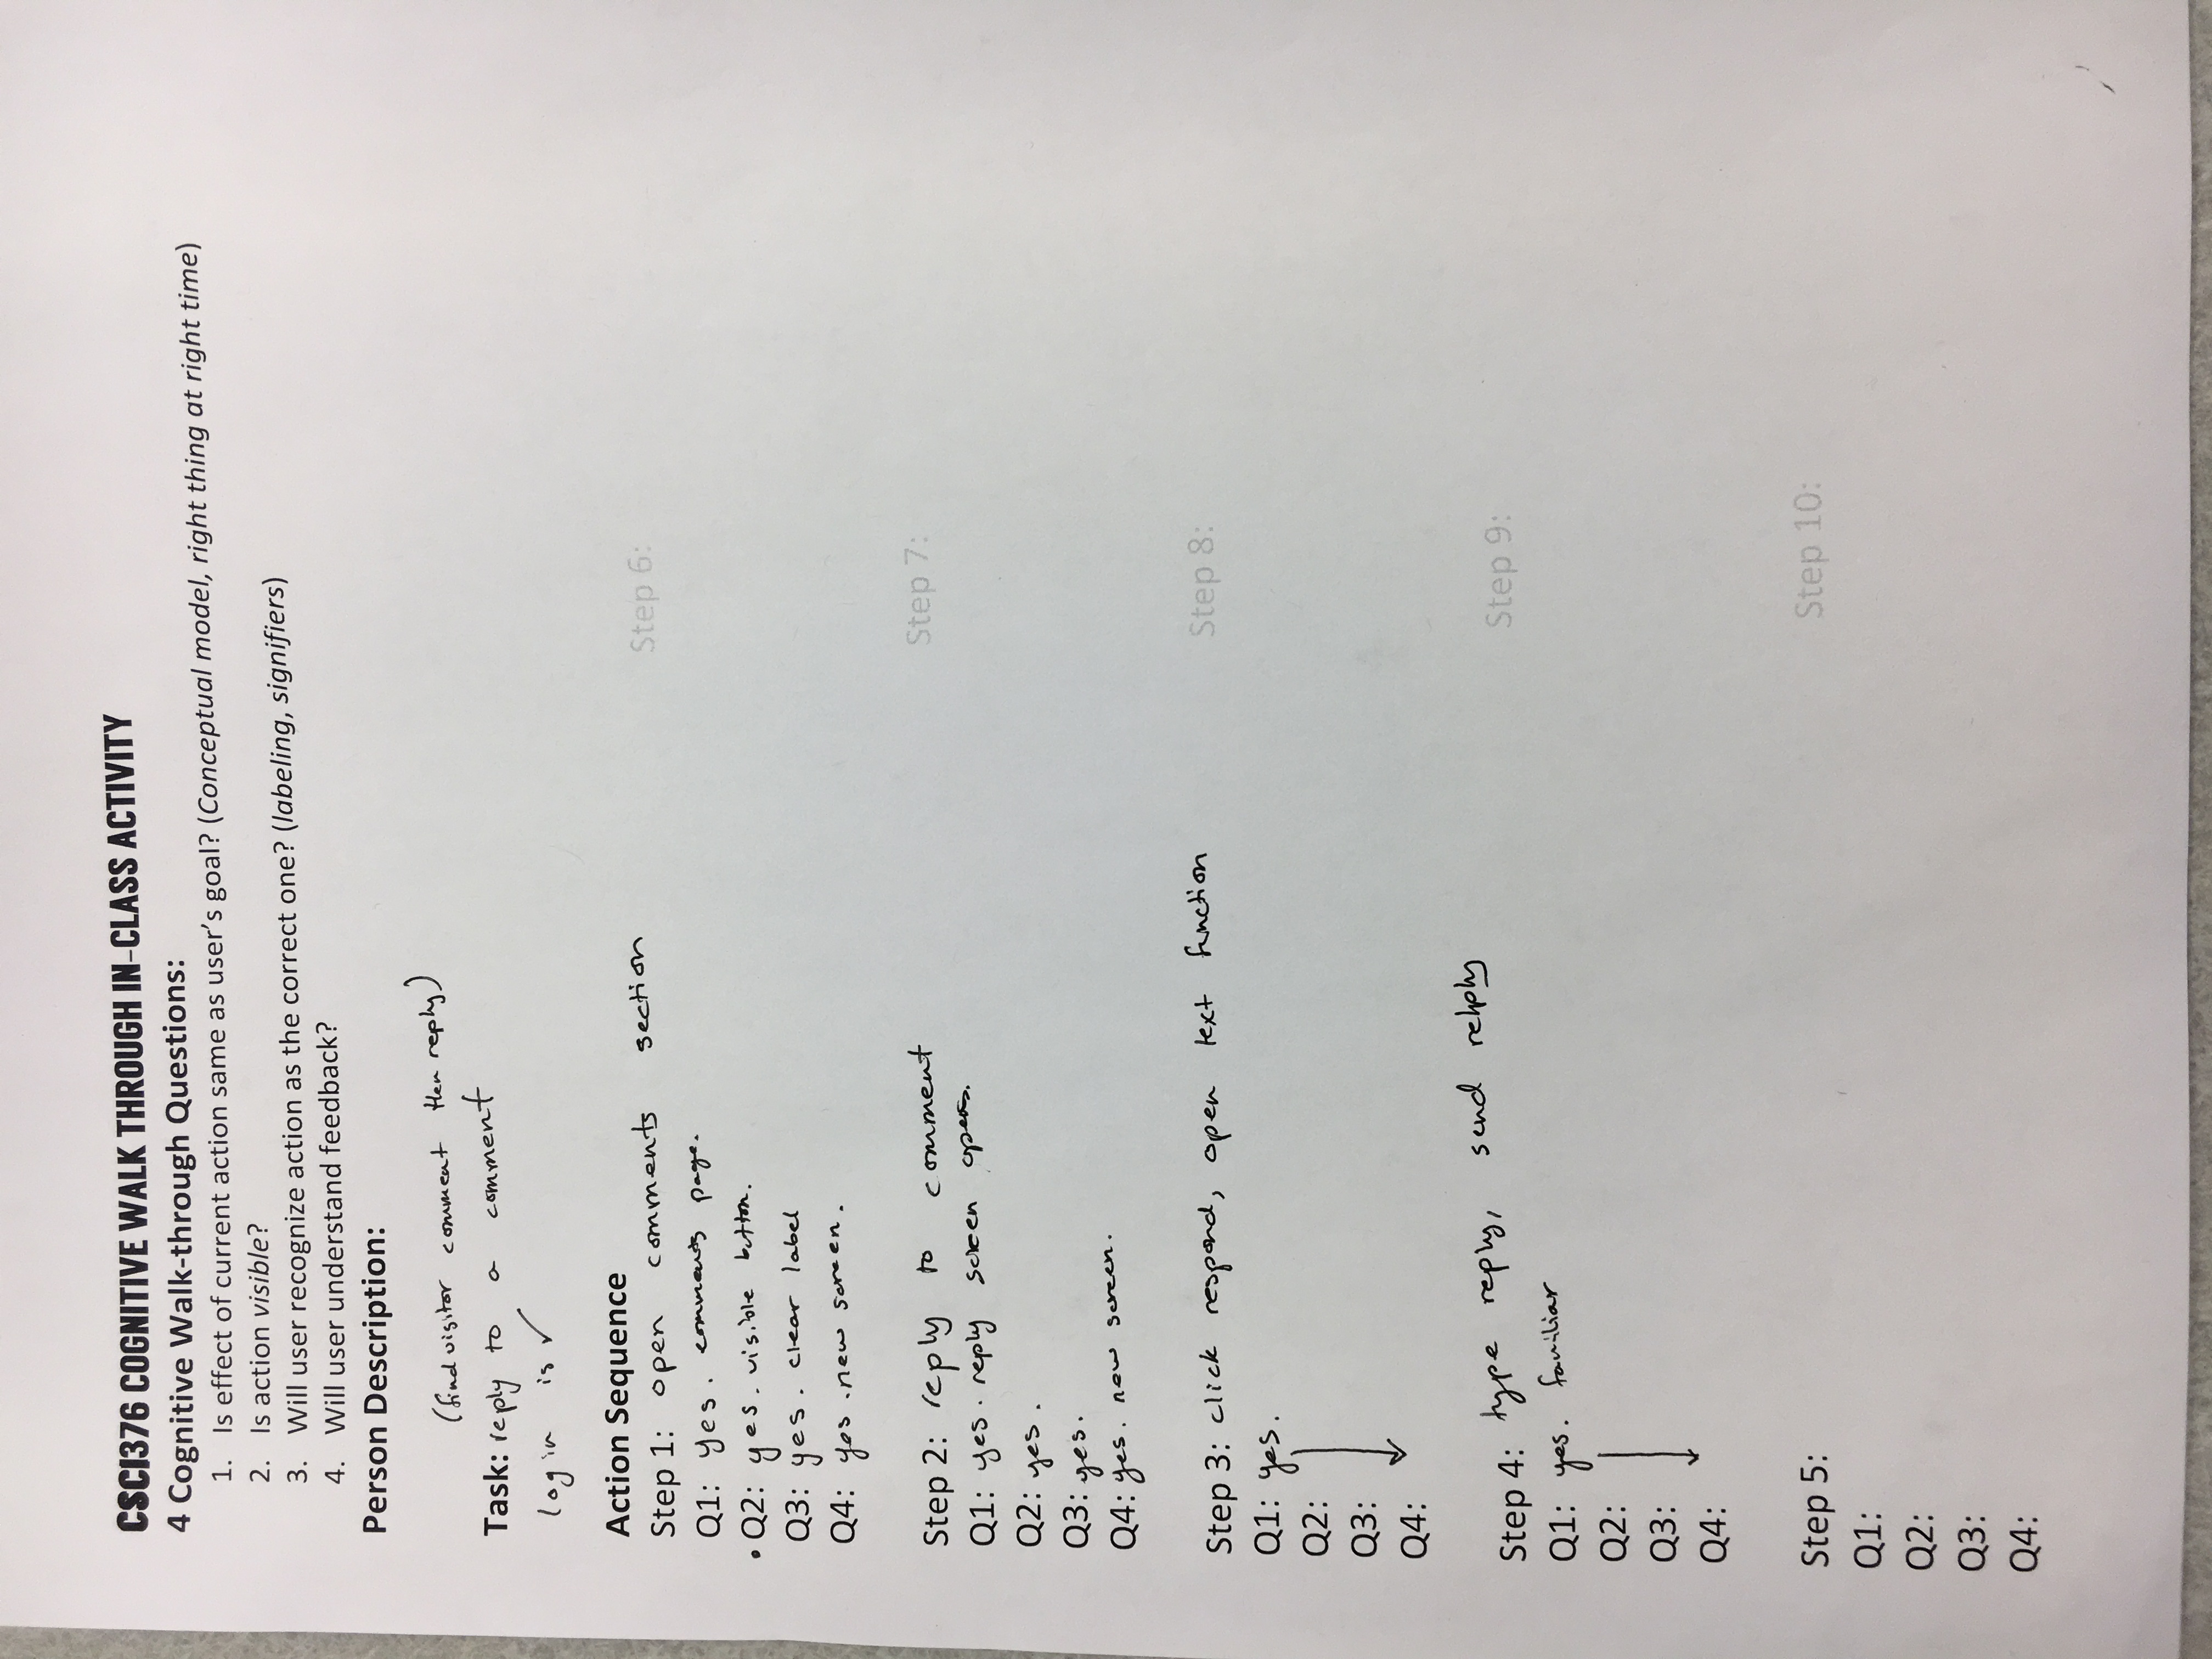 CSCI376 COGNITIVE WALK THROUGH IN-CLASS ACTIVITY
4 Cognitive Walk-through Questions:
1. Is effect of current action same as user's goal? (Conceptual model, right thing at right time)
2. Is action visible?
3. Will user recognize action as the correct one? (labeling, signifiers)
4. Will user understand feedback?
Person Description:
(find visitor comment then reply)
Task: reply to a comment
login is ✓
Action Sequence
Step 1: open comments section
Q1: yes. comments page.
• Q2: yes. visible button.
Q3: yes. clear label
Q4: yes. new screen.
Step 2: reply to comment
Q1: yes. reply screen opens.
Q2: yes.
Q3: yes.
Q4: yes. new screen.
Step 3: click respond, open text function
Q1: yes.
Q2:
Q3:
Q4:
Step 4: type reply, send rehply
Q1: yes. familiar
Q2:
Q3:
Q4:
Step 5:
Q1:
Q2:
Q3:
Q4:
Step 6:
Step 7:
Step 8:
Step 9:
Step 10: